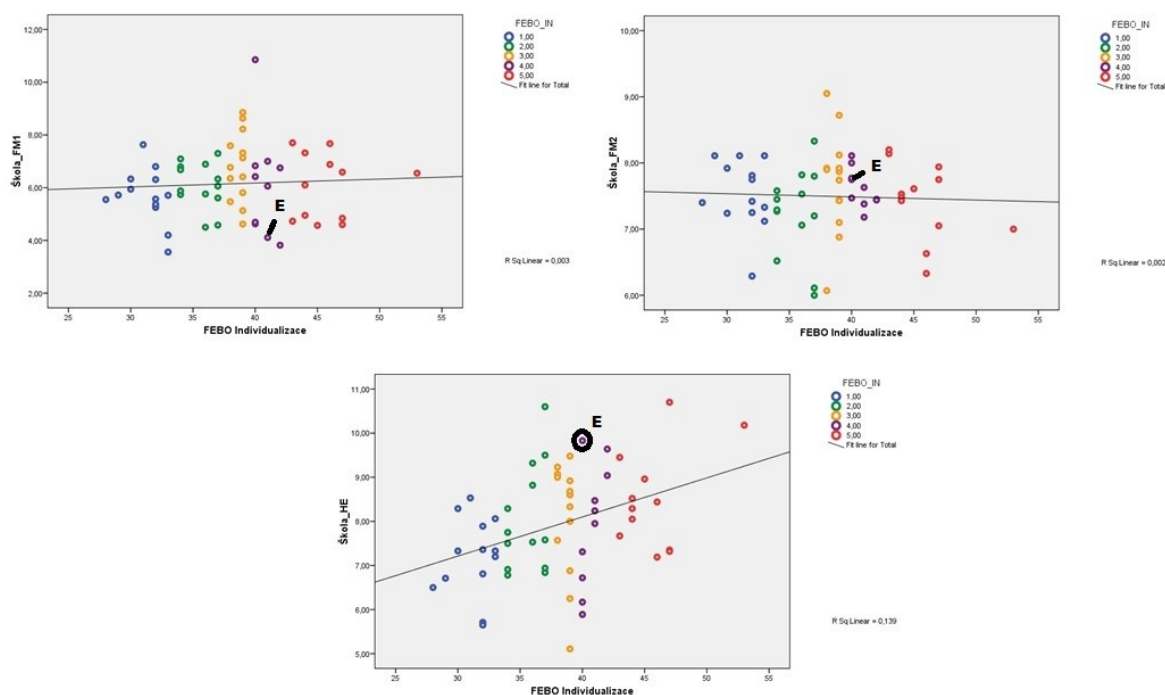 12,00
10,00
8,00
6,00
4,00
2,00
Škola_FM1
E
25 30 35 40 45 50 55
FEBO Individualizace
FEBO_IN
1,00
2,00
3,00
4,00
5,00
Fit line for Total
R Sq Linear = 0,003
10,00
9,00
8,00
7,00
6,00
Škola_FM2
E
25 30 35 40 45 50 55
FEBO Individualizace
FEBO_IN
1,00
2,00
3,00
4,00
5,00
Fit line for Total
R Sq Linear = 0,002
11,00
10,00
9,00
8,00
7,00
6,00
5,00
Škola_HE
E
25 30 35 40 45 50 55
FEBO Individualizace
FEBO_IN
1,00
2,00
3,00
4,00
5,00
Fit line for Total
R Sq Linear = 0,139